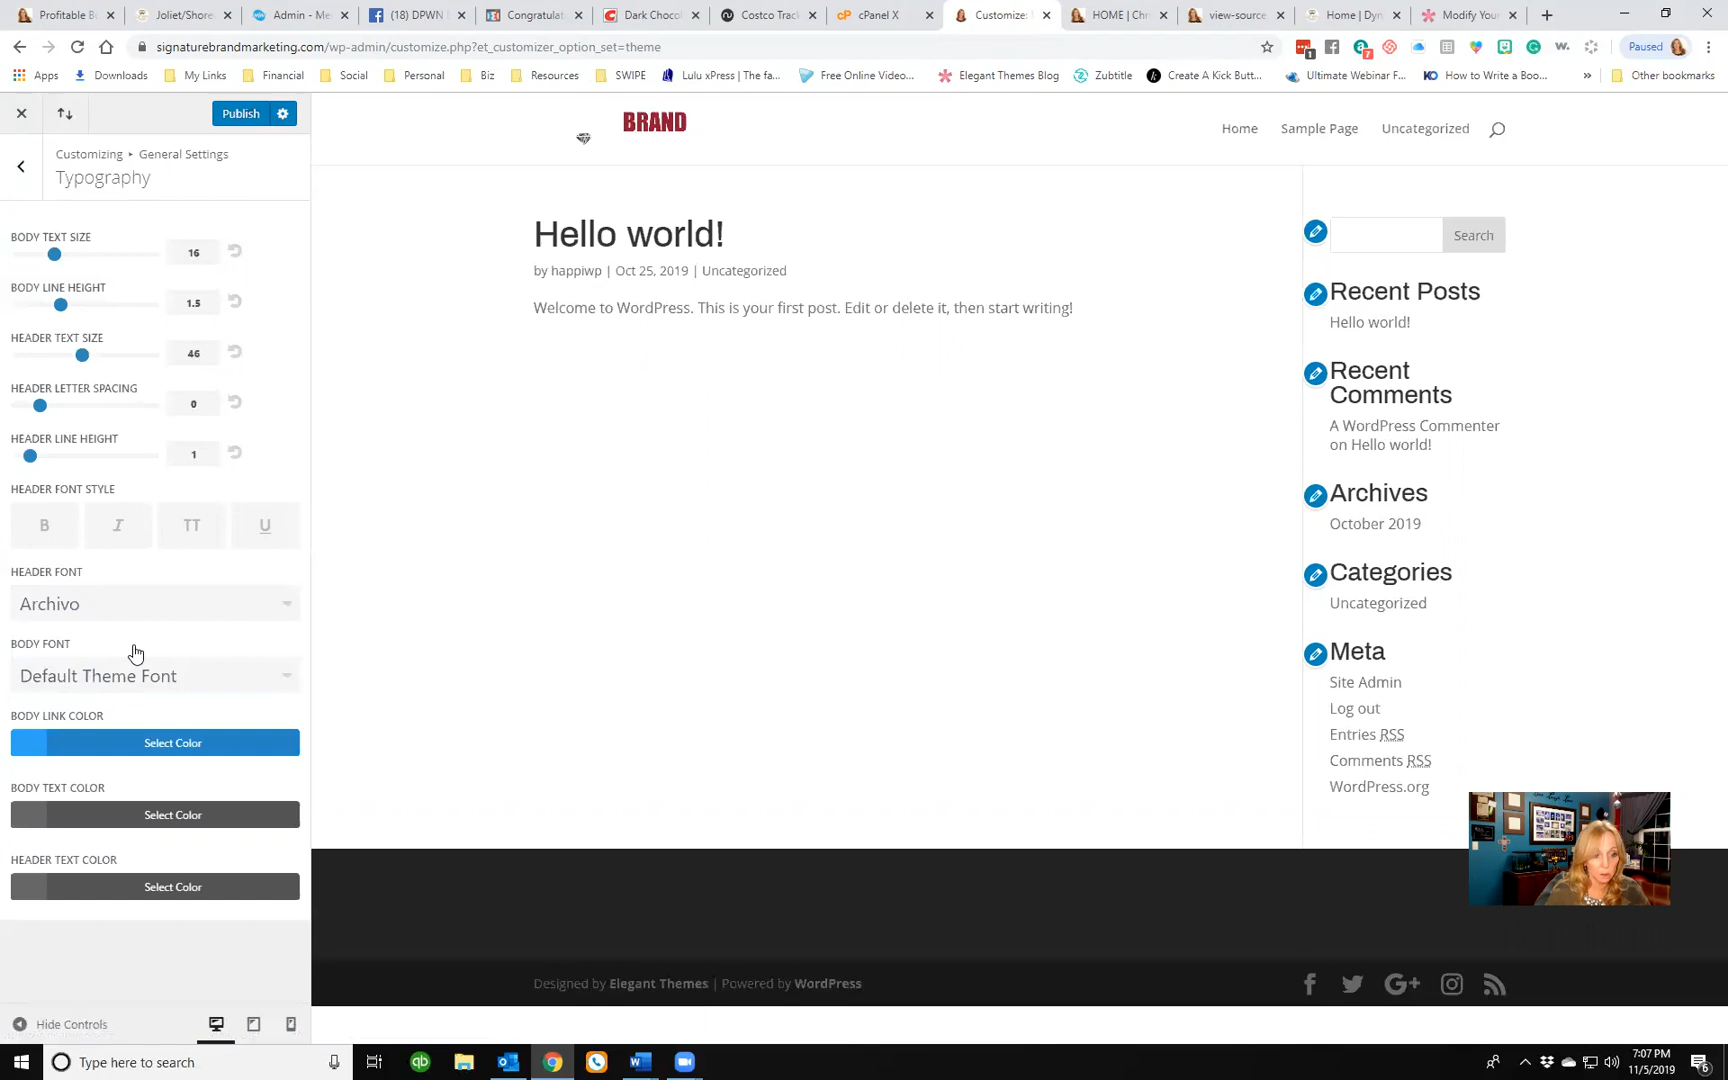 Profitable B
Joliet/Shore
Admin - Me
(18) DPWN
Congratulat
Dark Choco
Costco Trac
cPanel X
Customize:
HOME | Chr
view-source
Home | Dyn
Modify Your
signaturebrandmarketing.com/wp-admin/customize.php?et_customizer_option_set=theme
Paused
Apps
Downloads
My Links
Financial
Social
Personal
Biz
Resources
SWIPE
Lulu xPress | The fa...
Free Online Video...
Elegant Themes Blog
Zubtitle
Create A Kick Butt...
Ultimate Webinar F...
How to Write a Boo...
Other bookmarks
Publish
Customizing ▸ General Settings
Typography
BODY TEXT SIZE
16
BODY LINE HEIGHT
1.5
HEADER TEXT SIZE
46
HEADER LETTER SPACING
0
HEADER LINE HEIGHT
1
HEADER FONT STYLE
B I TT U
HEADER FONT
Archivo
BODY FONT
Default Theme Font
BODY LINK COLOR
Select Color
BODY TEXT COLOR
Select Color
HEADER TEXT COLOR
Select Color
Hide Controls
BRAND
Home
Sample Page
Uncategorized
Hello world!
by happiwp | Oct 25, 2019 | Uncategorized
Welcome to WordPress. This is your first post. Edit or delete it, then start writing!
Search
Recent Posts
Hello world!
Recent
Comments
A WordPress Commenter
on Hello world!
Archives
October 2019
Categories
Uncategorized
Meta
Site Admin
Log out
Entries RSS
Comments RSS
WordPress.org
Designed by Elegant Themes | Powered by WordPress
Type here to search
7:07 PM
11/5/2019
6